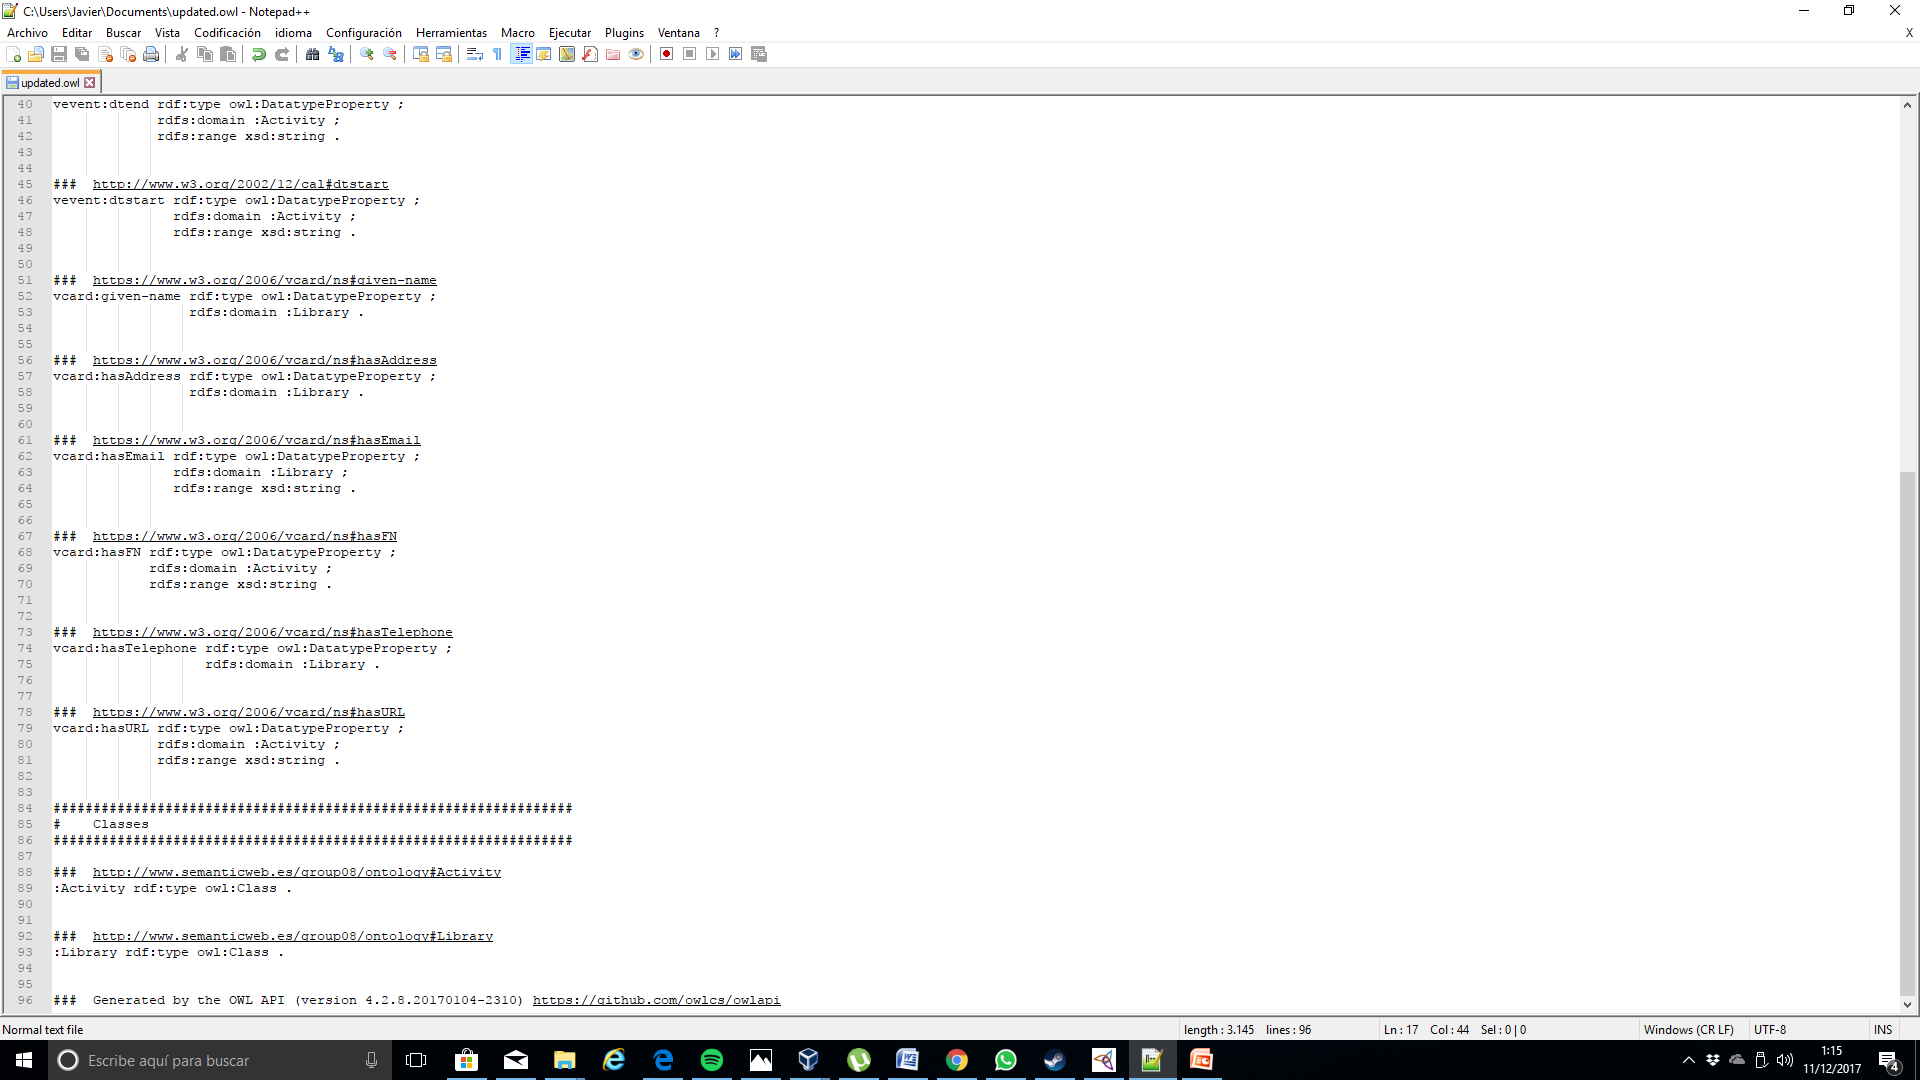 C:\Users\Javier\Documents\updated.owl - Notepad++
Archivo Editar Buscar Vista Codificación idioma Configuración Herramientas Macro Ejecutar Plugins Ventana ? X
updated.owl
40 vevent:dtend rdf:type owl:DatatypeProperty ;
41 rdfs:domain :Activity ;
42 rdfs:range xsd:string .
43
44
45 ### http://www.w3.org/2002/12/cal#dtstart
46 vevent:dtstart rdf:type owl:DatatypeProperty ;
47 rdfs:domain :Activity ;
48 rdfs:range xsd:string .
49
50
51 ### https://www.w3.org/2006/vcard/ns#given-name
52 vcard:given-name rdf:type owl:DatatypeProperty ;
53 rdfs:domain :Library .
54
55
56 ### https://www.w3.org/2006/vcard/ns#hasAddress
57 vcard:hasAddress rdf:type owl:DatatypeProperty ;
58 rdfs:domain :Library .
59
60
61 ### https://www.w3.org/2006/vcard/ns#hasEmail
62 vcard:hasEmail rdf:type owl:DatatypeProperty ;
63 rdfs:domain :Library ;
64 rdfs:range xsd:string .
65
66
67 ### https://www.w3.org/2006/vcard/ns#hasFN
68 vcard:hasFN rdf:type owl:DatatypeProperty ;
69 rdfs:domain :Activity ;
70 rdfs:range xsd:string .
71
72
73 ### https://www.w3.org/2006/vcard/ns#hasTelephone
74 vcard:hasTelephone rdf:type owl:DatatypeProperty ;
75 rdfs:domain :Library .
76
77
78 ### https://www.w3.org/2006/vcard/ns#hasURL
79 vcard:hasURL rdf:type owl:DatatypeProperty ;
80 rdfs:domain :Activity ;
81 rdfs:range xsd:string .
82
83
84 #################################################################
85 # Classes
86 #################################################################
87
88 ### http://www.semanticweb.es/group08/ontology#Activity
89 :Activity rdf:type owl:Class .
90
91
92 ### http://www.semanticweb.es/group08/ontology#Library
93 :Library rdf:type owl:Class .
94
95
96 ### Generated by the OWL API (version 4.2.8.20170104-2310) https://github.com/owlcs/owlapi
Normal text file length : 3.145 lines : 96 Ln : 17 Col : 44 Sel : 0 | 0 Windows (CR LF) UTF-8 INS
Escribe aquí para buscar
1:15
11/12/2017
4